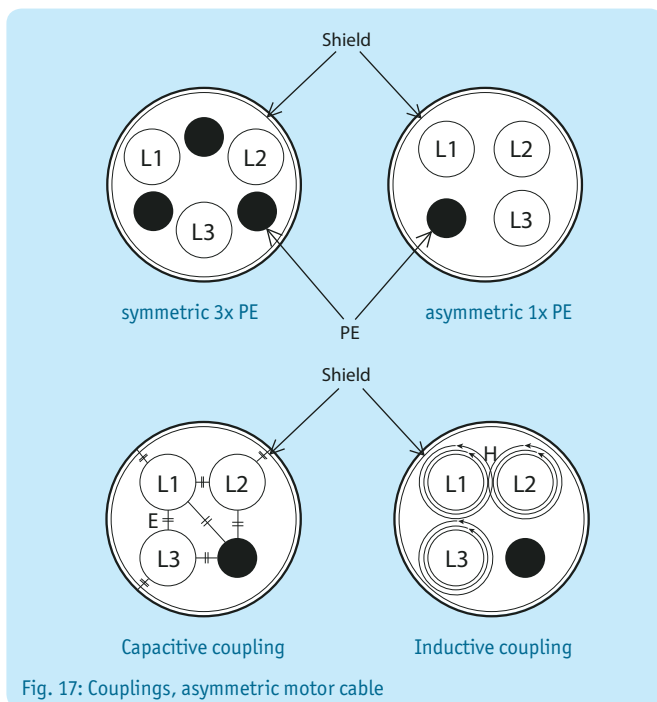 Shield
L1
L2
L3
L1
L2
L3
symmetric 3x PE
asymmetric 1x PE
PE
Shield
L1
L2
E
L3
H
L1
L2
L3
Capacitive coupling
Inductive coupling
Fig. 17: Couplings, asymmetric motor cable